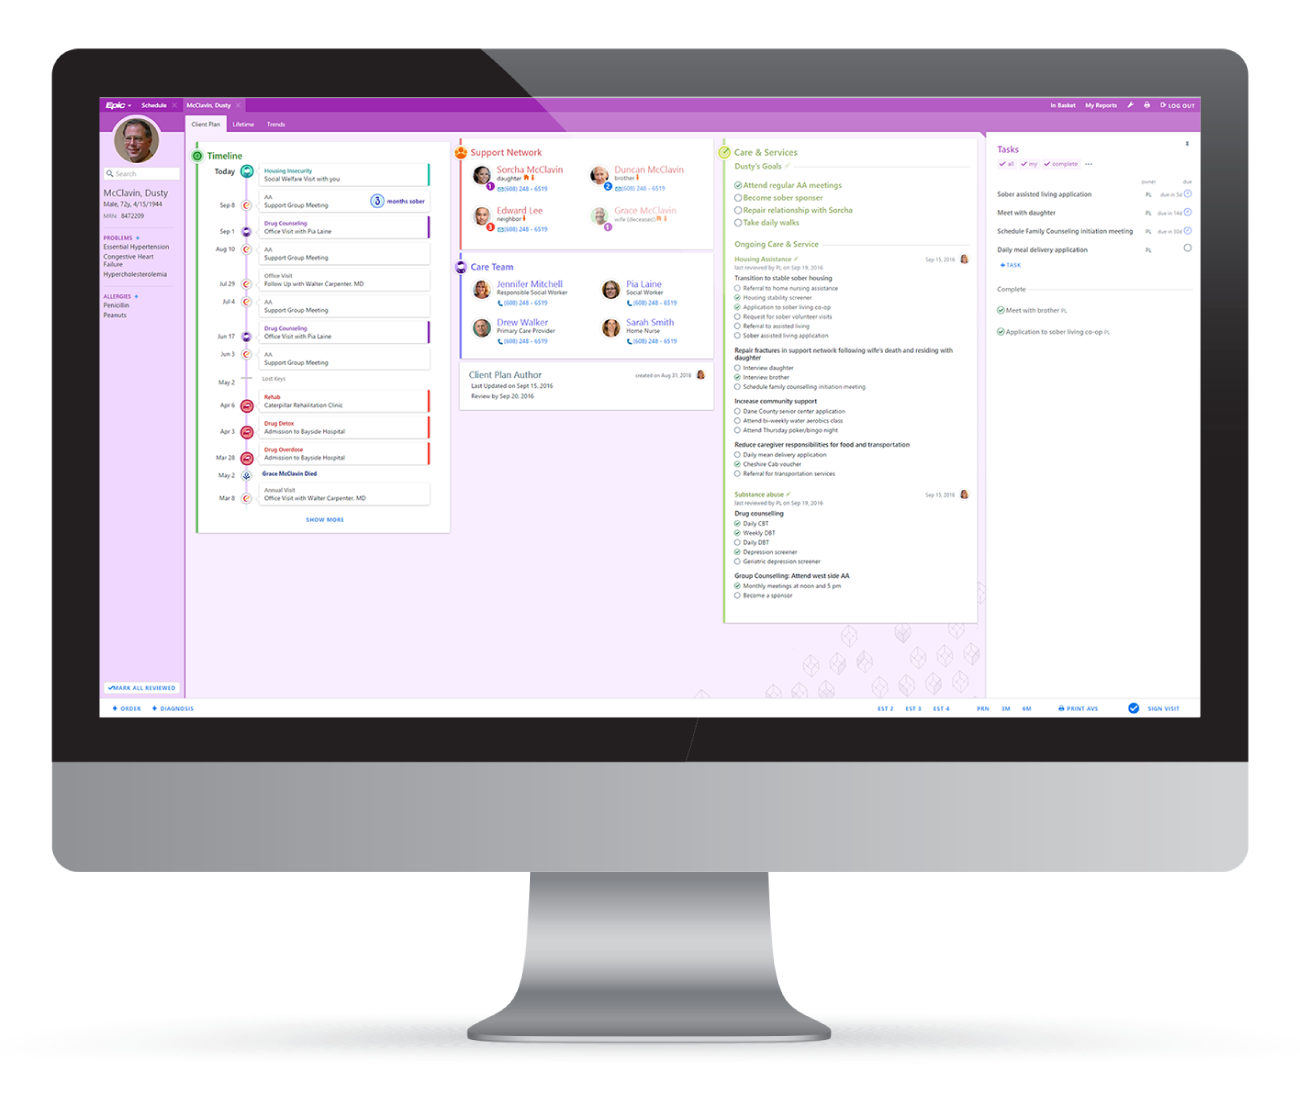 Epic
Schedule
McClavin, Dusty
In Basket
My Reports
LOG OUT
Client Plan
Lifetime
Trends
Search
McClavin, Dusty
Male, 72y, 4/15/1944
MRN: 8472209
PROBLEMS +
Essential Hypertension
Congestive Heart
Failure
Hypercholesterolemia
ALLERGIES +
Penicillin
Peanuts
MARK ALL REVIEWED
Timeline
Today
Housing Insecurity
Social Welfare Visit with you
Sep 8
AA
Support Group Meeting
3 months sober
Sep 1
Drug Counseling
Office Visit with Pia Laine
Aug 10
AA
Support Group Meeting
Jul 29
Office Visit
Follow Up with Walter Carpenter, MD
Jul 4
AA
Support Group Meeting
Jun 17
Drug Counseling
Office Visit with Pia Laine
Jun 3
AA
Support Group Meeting
May 2
Lost Keys
Apr 6
Rehab
Caterpillar Rehailitation Clinic
Apr 3
Drug Detox
Admission to Bayside Hospital
Mar 28
Drug Overdose
Admission to Bayside Hospital
May 2
Grace McClavin Died
Mar 8
Annual Visit
Office Visit with Walter Carpenter, MD
SHOW MORE
Support Network
Sorcha McClavin
daughter
1
(608) 248 - 6519
Duncan McClavin
brother
2
(608) 248 - 6519
Edward Lee
neighbor
3
(608) 248 - 6519
Grace McClavin
wife (deceased)
1
Care Team
Jennifer Mitchell
Responsible Social Worker
(608) 248 - 6519
Pia Laine
Social Worker
(608) 248 - 6519
Drew Walker
Primary Care Provider
(608) 248 - 6519
Sarah Smith
Home Nurse
(608) 248 - 6519
Client Plan Author
created on Aug 31, 2016
Last Updated on Sept 15, 2016
Review by Sep 20, 2016
Care & Services
Dusty's Goals
Attend regular AA meetings
Become sober sponser
Repair relationship with Sorcha
Take daily walks
Ongoing Care & Service
Housing Assistance
Sep 15, 2016
last reviewed by PL on Sep 19, 2016
Transition to stable sober housing
Referral to home nursing assistance
Housing stability screener
Application to sober living co-op
Request for sober volunteer visits
Referral to assisted living
Sober assisted living application
Repair fractures in support network following wife's death and residing with
daughter
Interview daughter
Interview brother
Schedule family counselling initiation meeting
Increase community support
Dane County senior center application
Attend bi-weekly water aerobics class
Attend Thursday poker/bingo night
Reduce caregiver responsibilities for food and transportation
Daily mean delivery application
Cheshire Cab voucher
Referral for transportation services
Substance abuse
Sep 15, 2016
last reviewed by PL on Sep 19, 2016
Drug counselling
Daily CBT
Weekly DBT
Daily DBT
Depression screener
Geriatric depression screener
Group Counselling: Attend west side AA
Monthly meetings at noon and 5 pm
Become a sponsor
Tasks
all
my
complete
owner
due
Sober assisted living application PL due in 5d
Meet with daughter PL due in 14d
Schedule Family Counseling initiation meeting PL due in 30d
Daily meal delivery application PL
+TASK
Complete
Meet with brother PL
Application to sober living co-op PL
+ ORDER
+ DIAGNOSIS
EST 2
EST 3
EST 4
PRN
3M
6M
PRINT AVS
SIGN VISIT